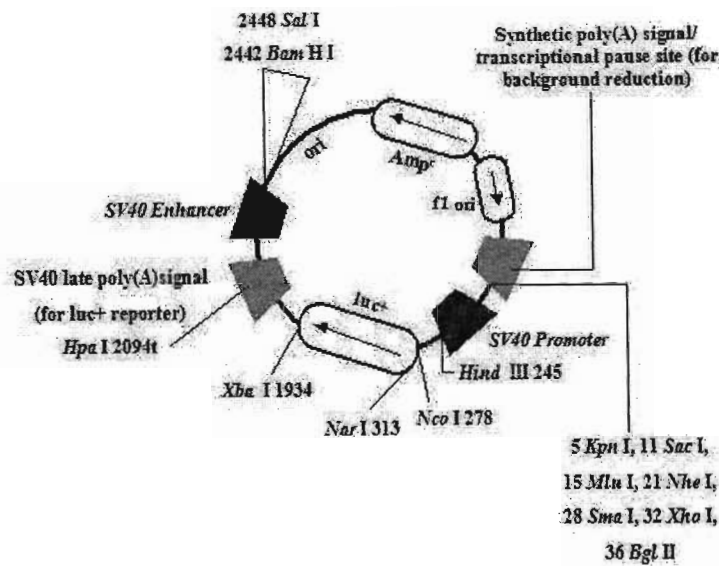 2448 Sal I
2442 Bam H I
Synthetic poly(A) signal/
transcriptional pause site (for
background reduction)
ori
Ampr
f1 ori
SV40 Enhancer
SV40 late poly(A)signal
(for luc+ reporter)
Hpa I 2094t
luc+
SV40 Promoter
Hind III 245
Xba I 1934
Nar I 313
Nco I 278
5 Kpn I, 11 Sac I,
15 Mlu I, 21 Nhe I,
28 Sma I, 32 Xho I,
36 Bgl II